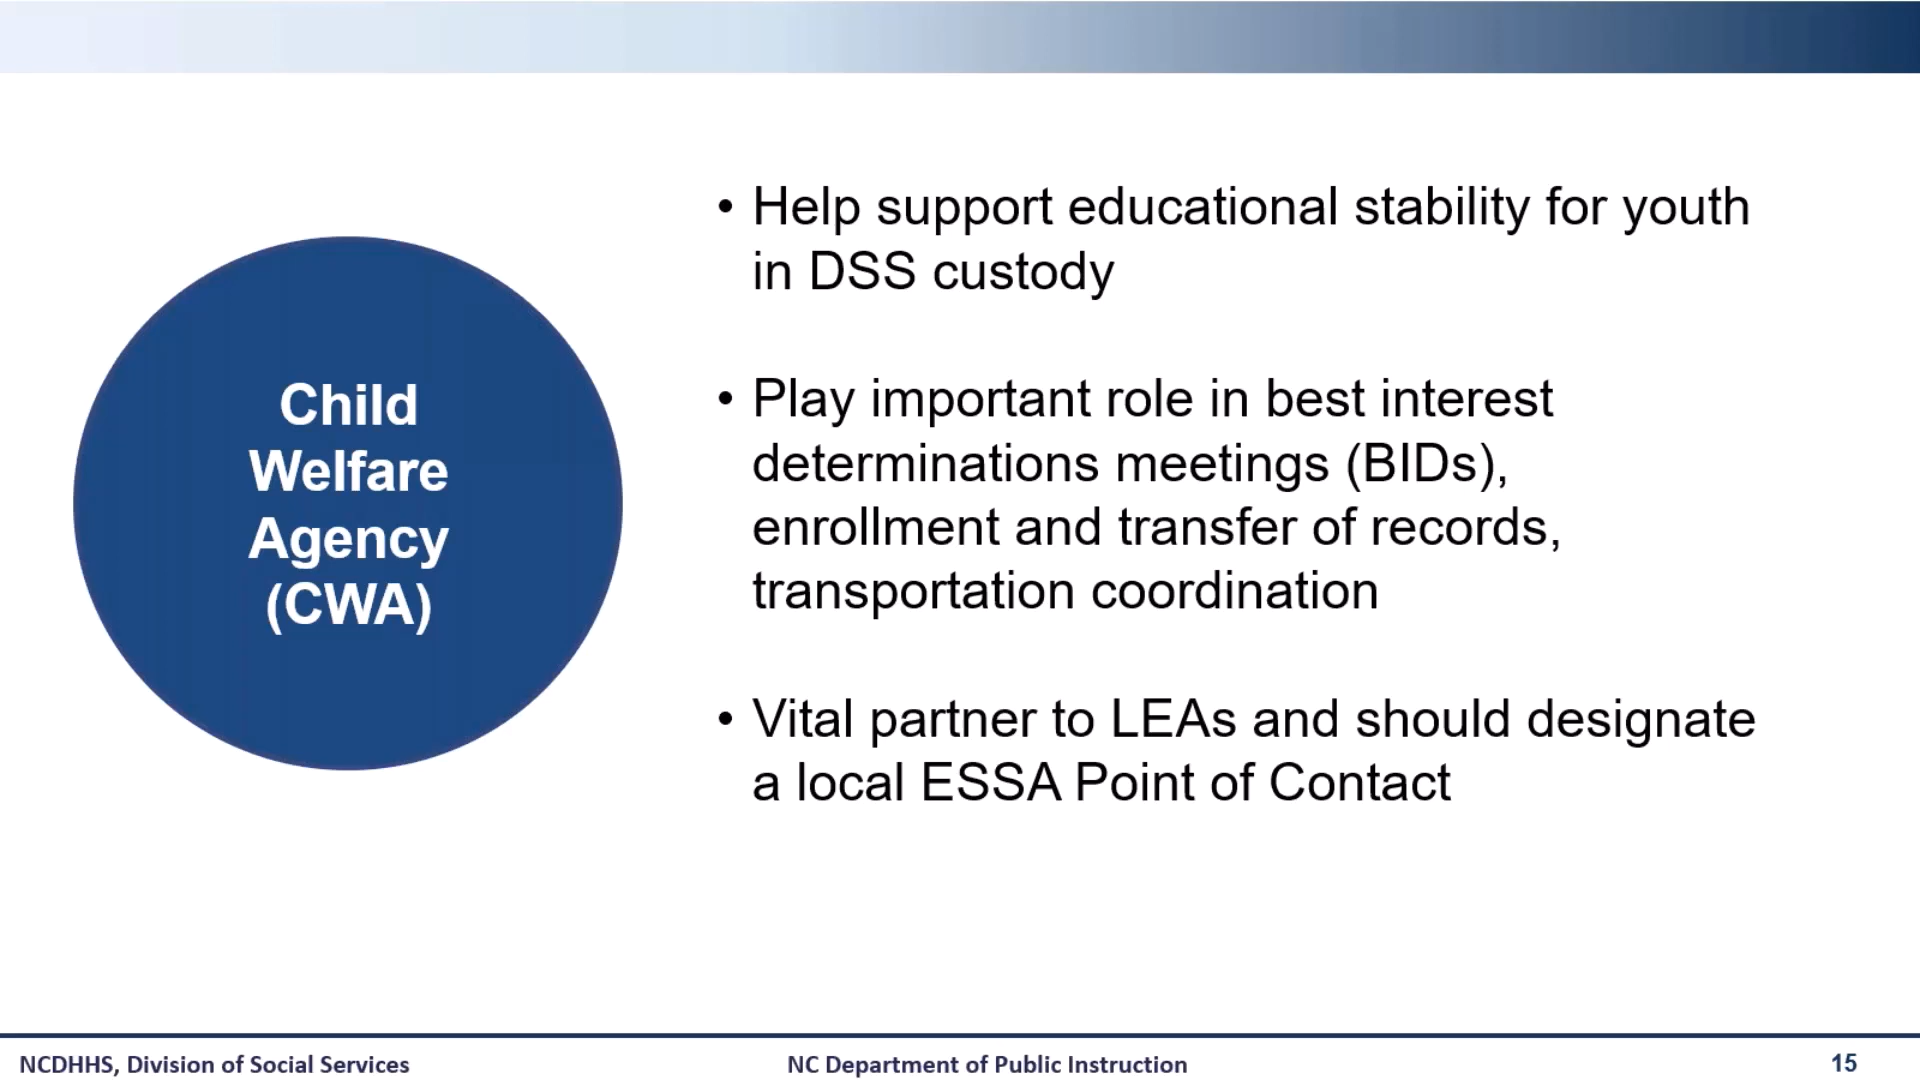 Child
Welfare
Agency
(CWA)
• Help support educational stability for youth
in DSS custody
• Play important role in best interest
determinations meetings (BIDs),
enrollment and transfer of records,
transportation coordination
• Vital partner to LEAs and should designate
a local ESSA Point of Contact
NCDHHS, Division of Social Services
NC Department of Public Instruction
15